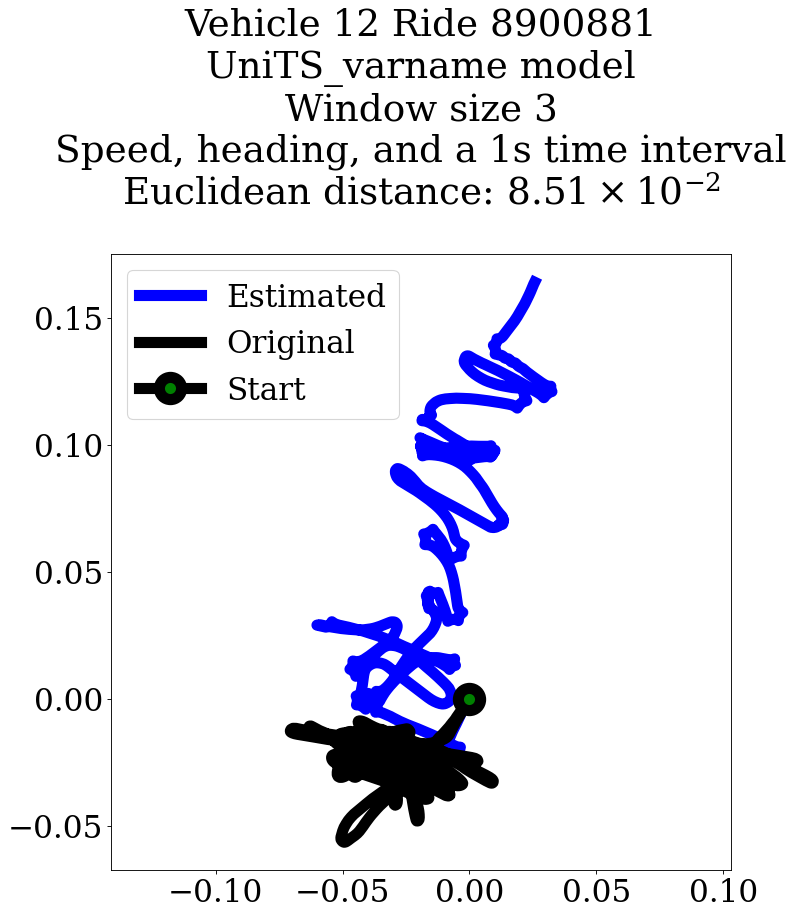 Vehicle 12 Ride 8900881
UniTS_varname model
Window size 3
Speed, heading, and a 1s time interval
Euclidean distance: 8.51 × 10⁻²
Estimated
Original
Start
0.15
0.10
0.05
0.00
−0.05
−0.10 −0.05 0.00 0.05 0.10